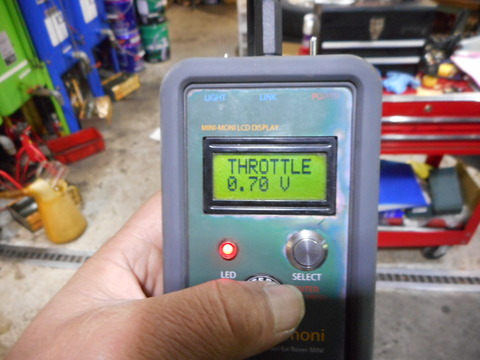 LIGHT LINK
MINI-MONI LCD DISPLAY
THROTTLE
0.70 V
LED SELECT
moni